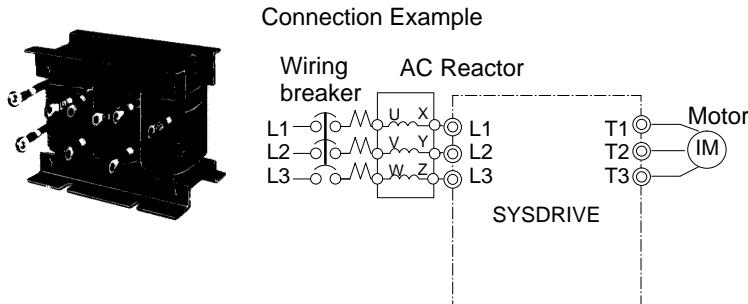 Connection Example
Wiring
breaker
AC Reactor
Motor
U X
L1 L1 T1
V Y
L2 L2 T2 IM
W Z
L3 L3 T3
SYSDRIVE